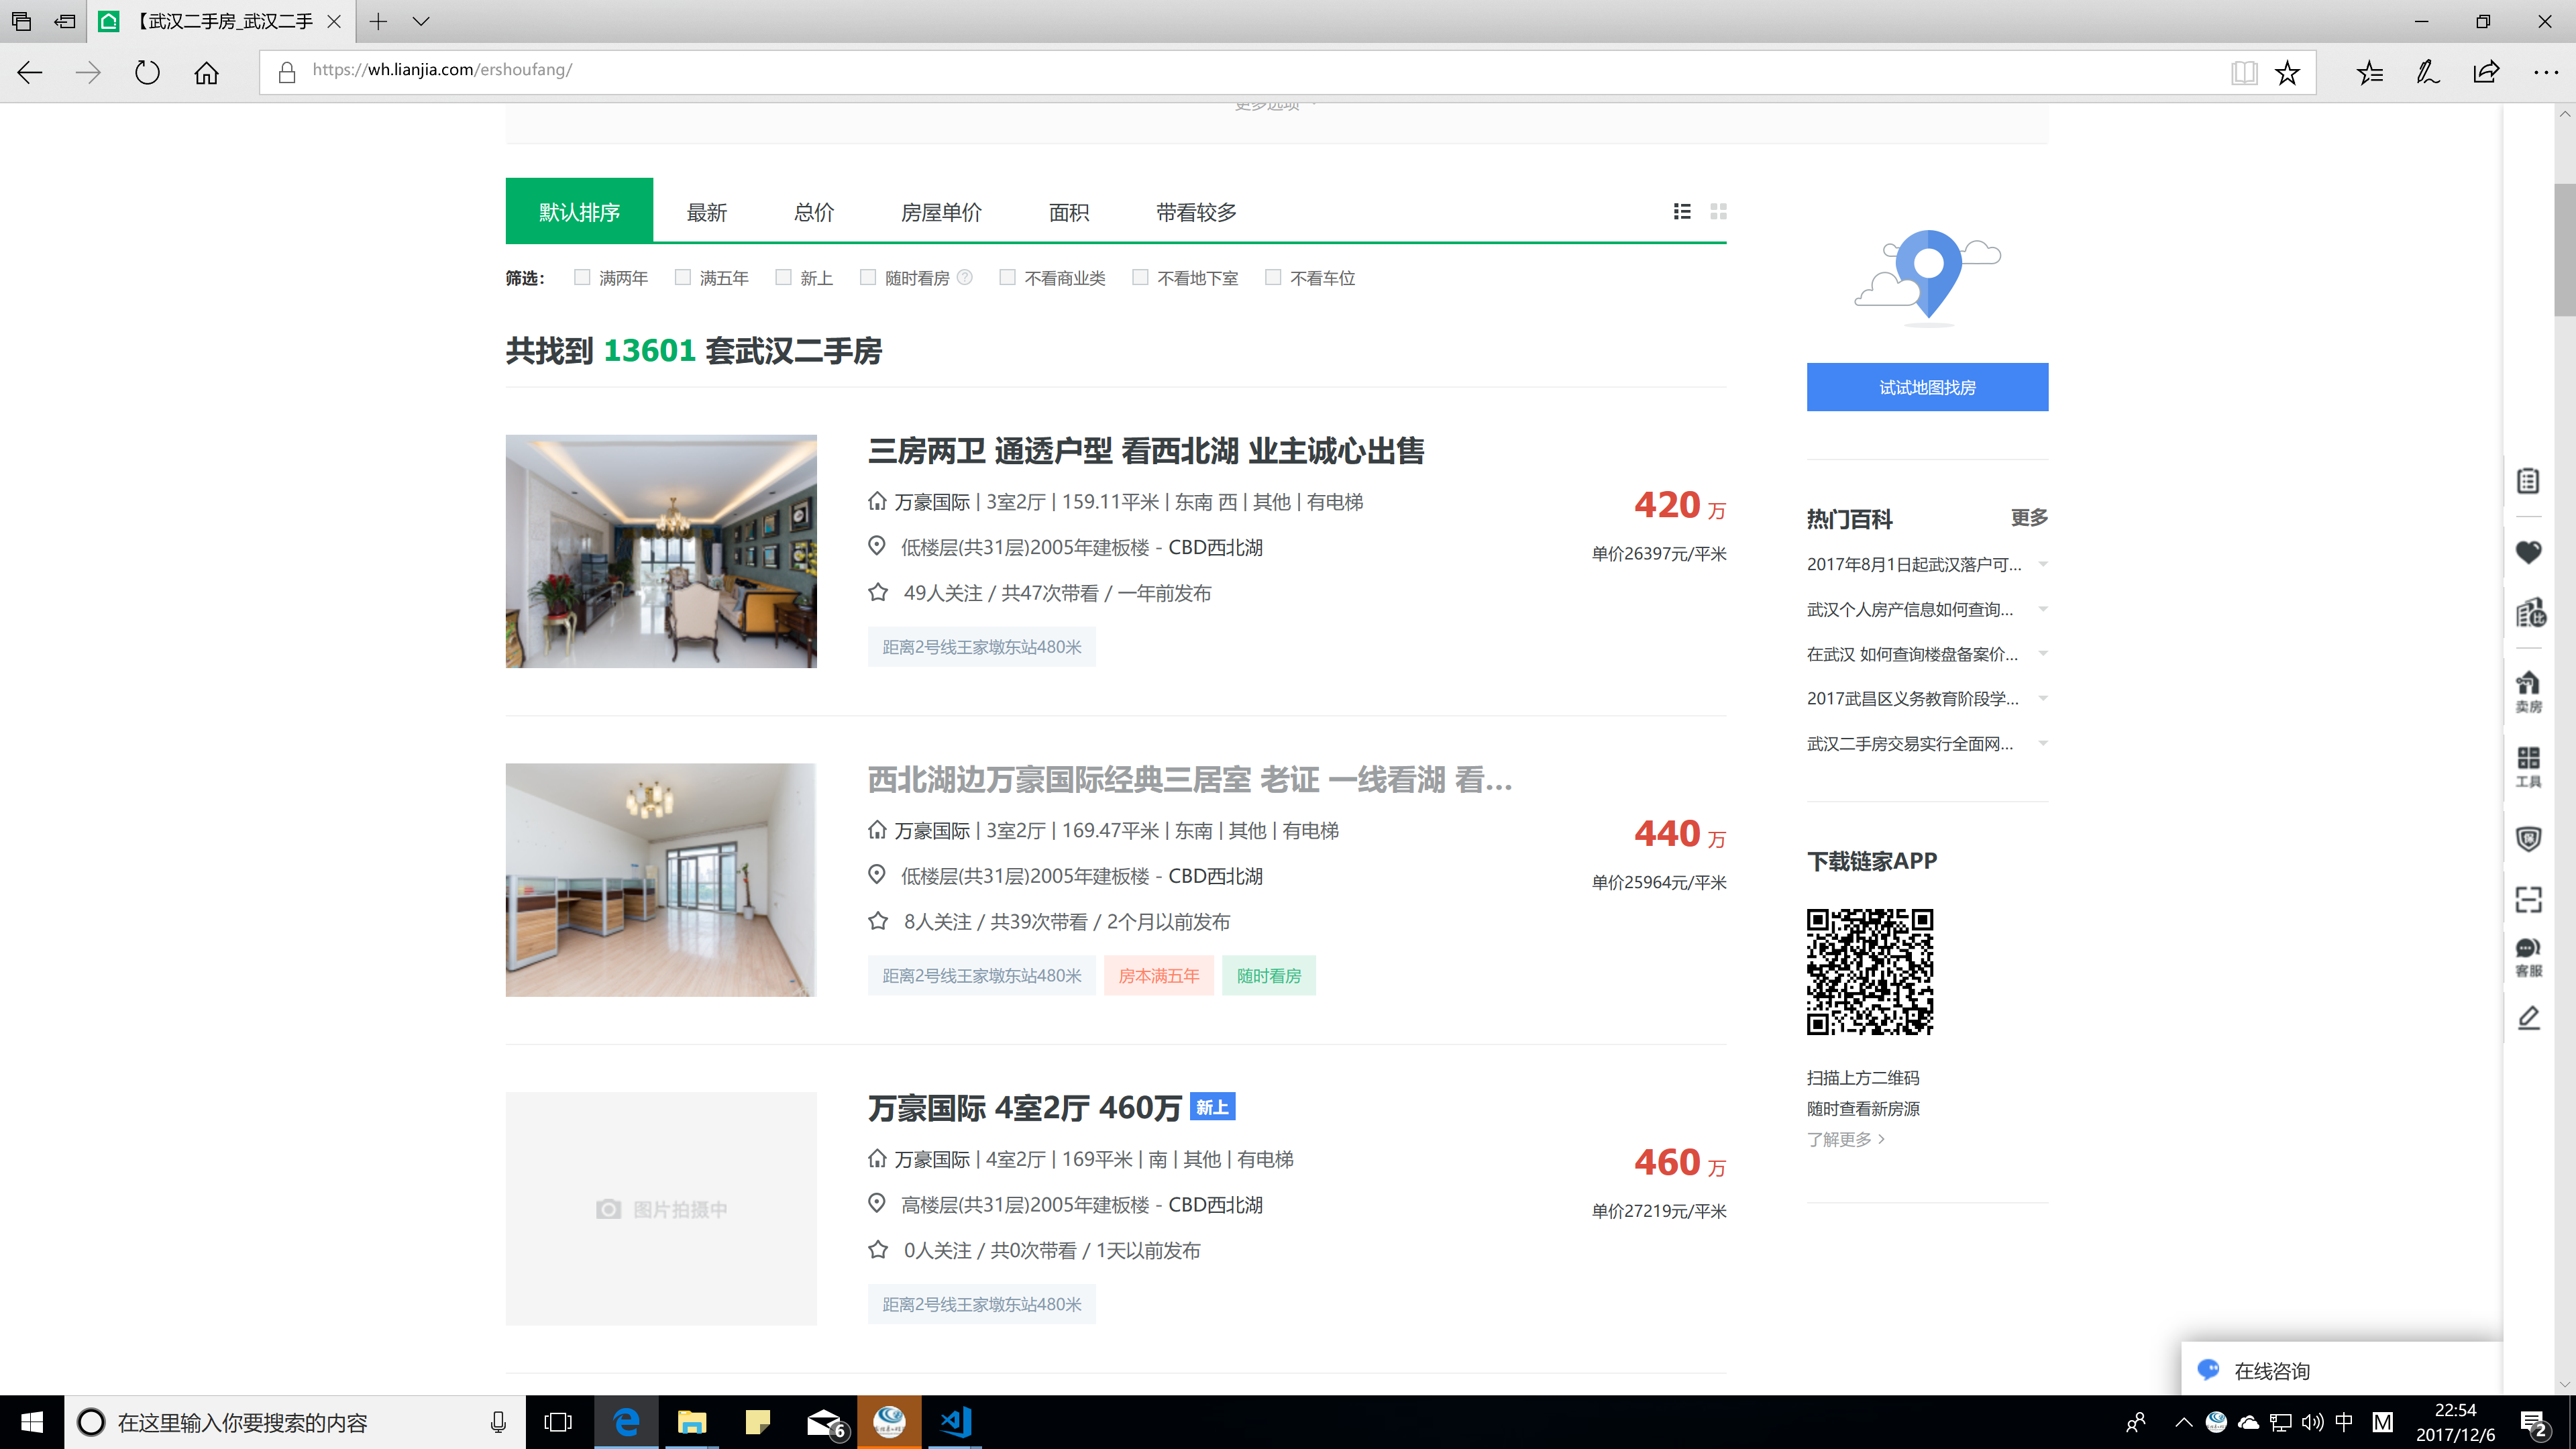 【武汉二手房_武汉二手
https://wh.lianjia.com/ershoufang/
更多选项
默认排序 最新 总价 房屋单价 面积 带看较多
筛选： 满两年 满五年 新上 随时看房 ? 不看商业类 不看地下室 不看车位
共找到 13601 套武汉二手房
三房两卫 通透户型 看西北湖 业主诚心出售
万豪国际 | 3室2厅 | 159.11平米 | 东南 西 | 其他 | 有电梯
420 万
低楼层(共31层)2005年建板楼 - CBD西北湖
单价26397元/平米
49人关注 / 共47次带看 / 一年前发布
距离2号线王家墩东站480米
西北湖边万豪国际经典三居室 老证 一线看湖 看...
万豪国际 | 3室2厅 | 169.47平米 | 东南 | 其他 | 有电梯
440 万
低楼层(共31层)2005年建板楼 - CBD西北湖
单价25964元/平米
8人关注 / 共39次带看 / 2个月以前发布
距离2号线王家墩东站480米 房本满五年 随时看房
万豪国际 4室2厅 460万 新上
图片拍摄中
万豪国际 | 4室2厅 | 169平米 | 南 | 其他 | 有电梯
460 万
高楼层(共31层)2005年建板楼 - CBD西北湖
单价27219元/平米
0人关注 / 共0次带看 / 1天以前发布
距离2号线王家墩东站480米
试试地图找房
热门百科 更多
2017年8月1日起武汉落户可...
武汉个人房产信息如何查询...
在武汉 如何查询楼盘备案价...
2017武昌区义务教育阶段学...
武汉二手房交易实行全面网...
下载链家APP
扫描上方二维码
随时查看新房源
了解更多 >
比
卖房
工具
保
客服
在线咨询
在这里输入你要搜索的内容
6
中
M
22:54
2017/12/6
2